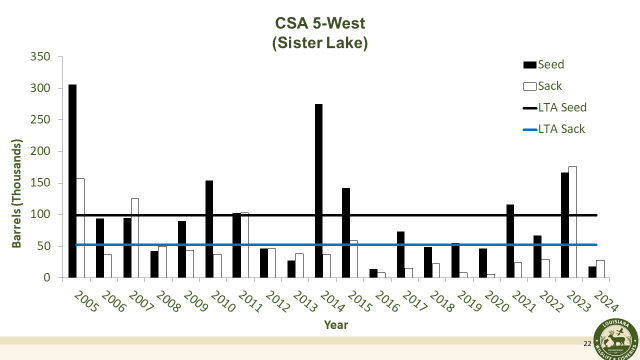 CSA 5-West
(Sister Lake)
350
300
250
200
150
100
50
0
Barrels (Thousands)
Seed
Sack
LTA Seed
LTA Sack
2005 2006 2007 2008 2009 2010 2011 2012 2013 2014 2015 2016 2017 2018 2019 2020 2021 2022 2023 2024
Year
22
LOUISIANA